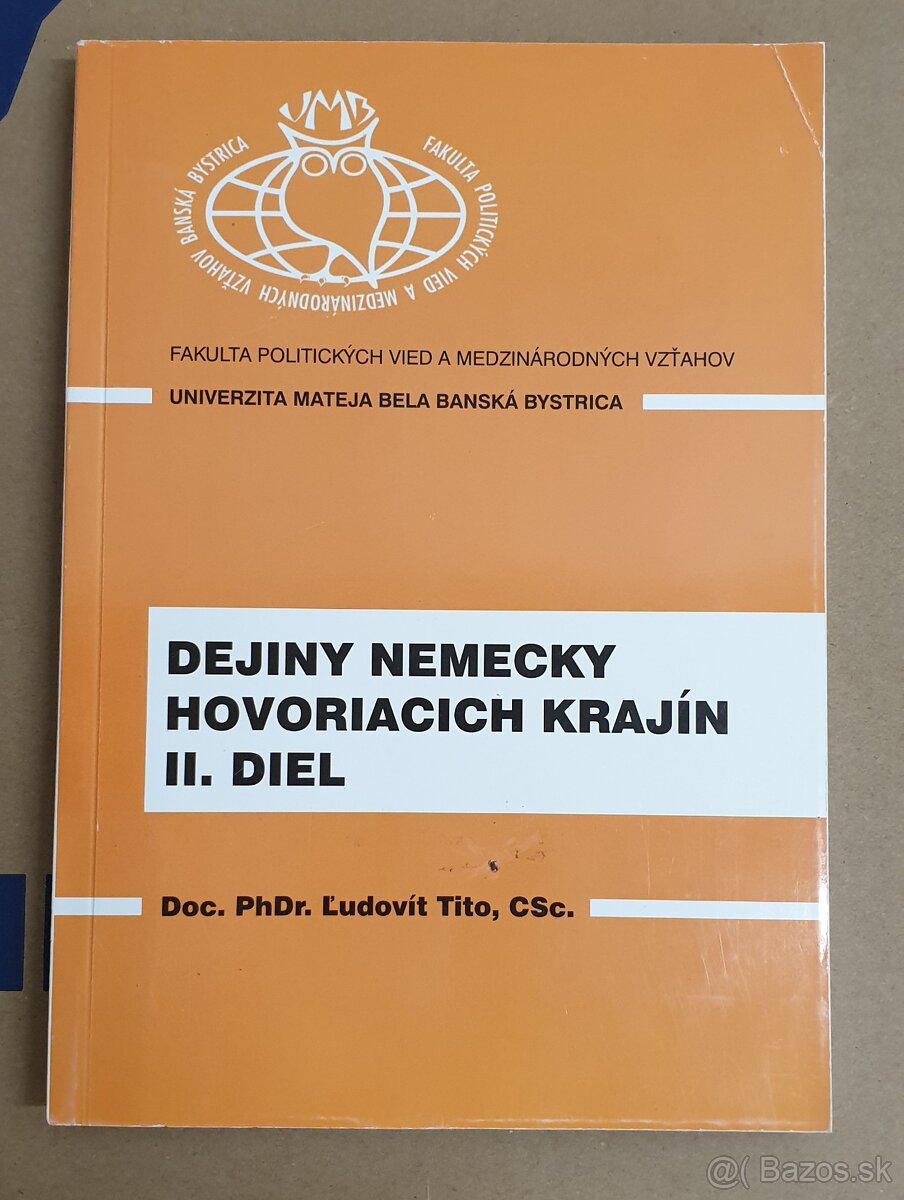 UMB
FAKULTA POLITICKÝCH VIED A MEDZINÁRODNÝCH VZŤAHOV BANSKÁ BYSTRICA
FAKULTA POLITICKÝCH VIED A MEDZINÁRODNÝCH VZŤAHOV
UNIVERZITA MATEJA BELA BANSKÁ BYSTRICA
DEJINY NEMECKY
HOVORIACICH KRAJÍN
II. DIEL
Doc. PhDr. Ľudovít Tito, CSc.
@( Bazos.sk